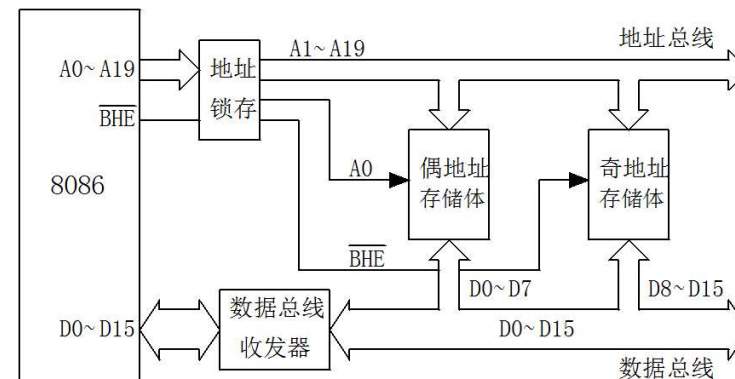 A0~A19
BHE
8086
D0~D15
地址
锁存
A1~A19
地址总线
A0
偶地址
存储体
奇地址
存储体
BHE
D0~D7
D8~D15
数据总线
收发器
D0~D15
数据总线